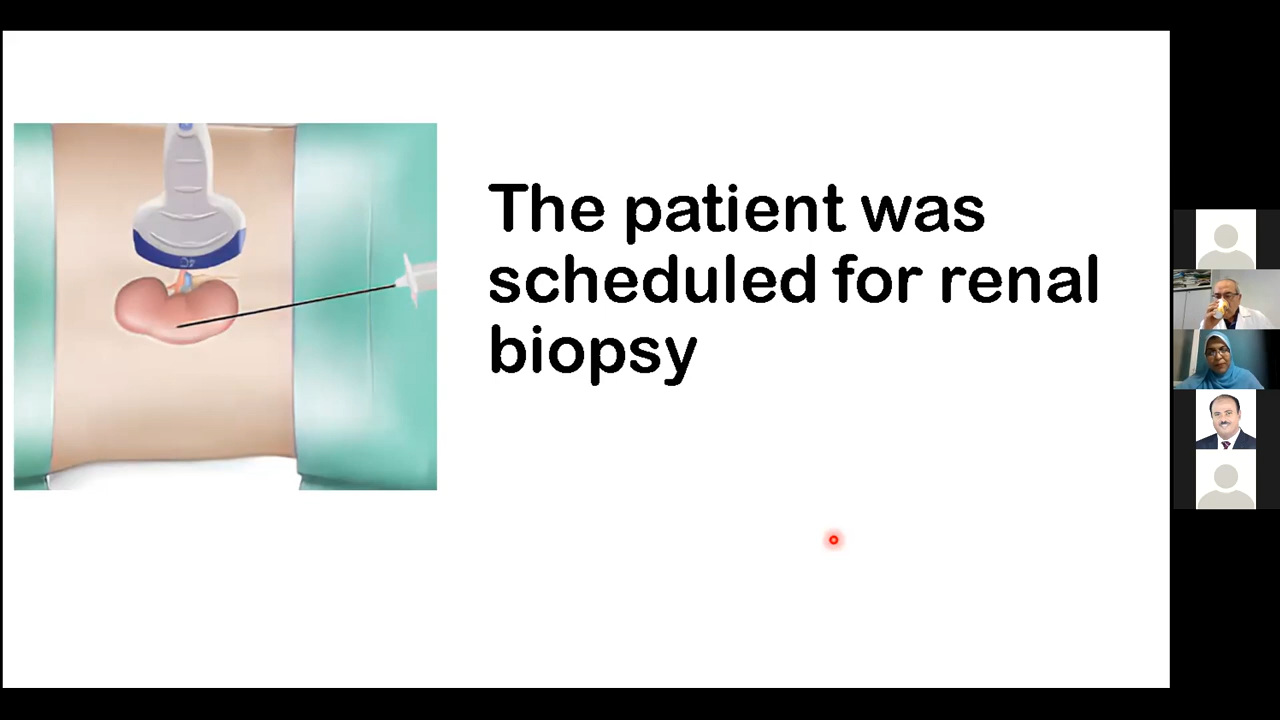 The patient was
scheduled for renal
biopsy